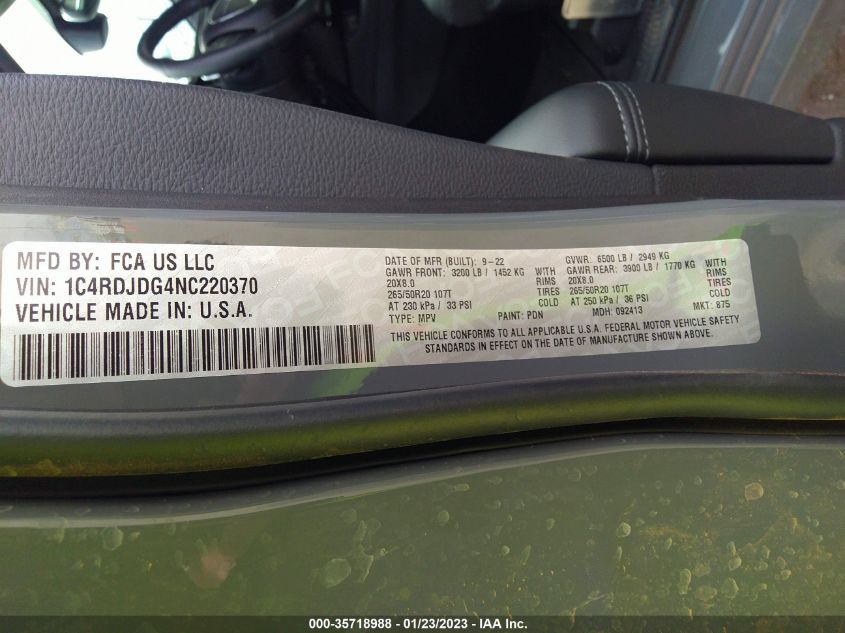 MFD BY: FCA US LLC
VIN: 1C4RDJDG4NC220370
VEHICLE MADE IN: U.S.A.
DATE OF MFR (BUILT): 9-22 GVWR: 6500 LB / 2949 KG
GAWR FRONT: 3200 LB / 1452 KG WITH GAWR REAR: 3900 LB / 1770 KG WITH
20X8.0 RIMS 20X8.0 RIMS
265/50R20 107T TIRES 265/50R20 107T TIRES
AT 230 kPa / 33 PSI COLD AT 250 kPa / 36 PSI COLD
TYPE: MPV PAINT: PDN MDH: 092413 MKT: 875
THIS VEHICLE CONFORMS TO ALL APPLICABLE U.S.A. FEDERAL MOTOR VEHICLE SAFETY
STANDARDS IN EFFECT ON THE DATE OF MANUFACTURE SHOWN ABOVE.
000-35718988 - 01/23/2023 - IAA Inc.